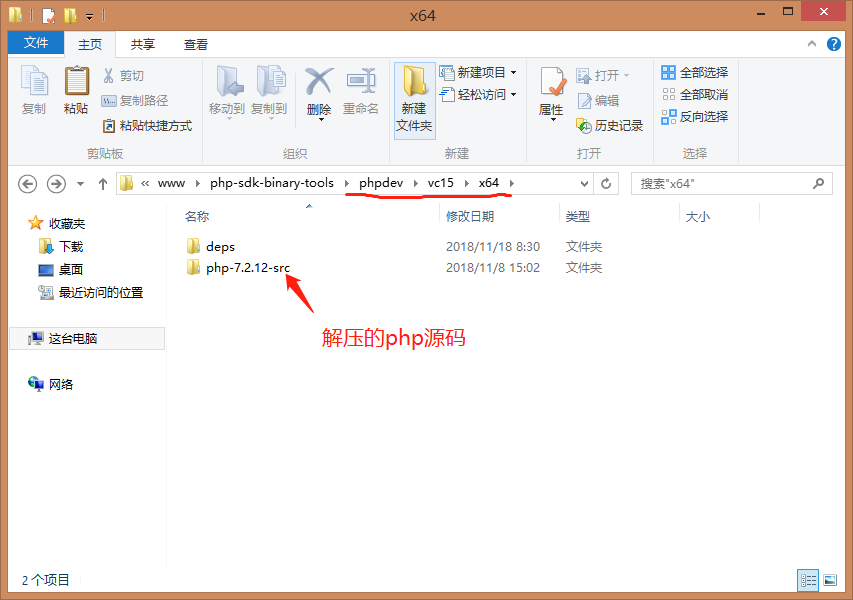 x64
文件 主页 共享 查看
复制
粘贴
剪切
复制路径
粘贴快捷方式
剪贴板
移动到
复制到
删除
重命名
组织
新建
文件夹
新建项目
轻松访问
新建
属性
打开
编辑
历史记录
打开
全部选择
全部取消
反向选择
选择
« www php-sdk-binary-tools phpdev vc15 x64
搜索"x64"
收藏夹
下载
桌面
最近访问的位置
这台电脑
网络
名称 修改日期 类型 大小
deps 2018/11/18 8:30 文件夹
php-7.2.12-src 2018/11/8 15:02 文件夹
解压的php源码
2 个项目